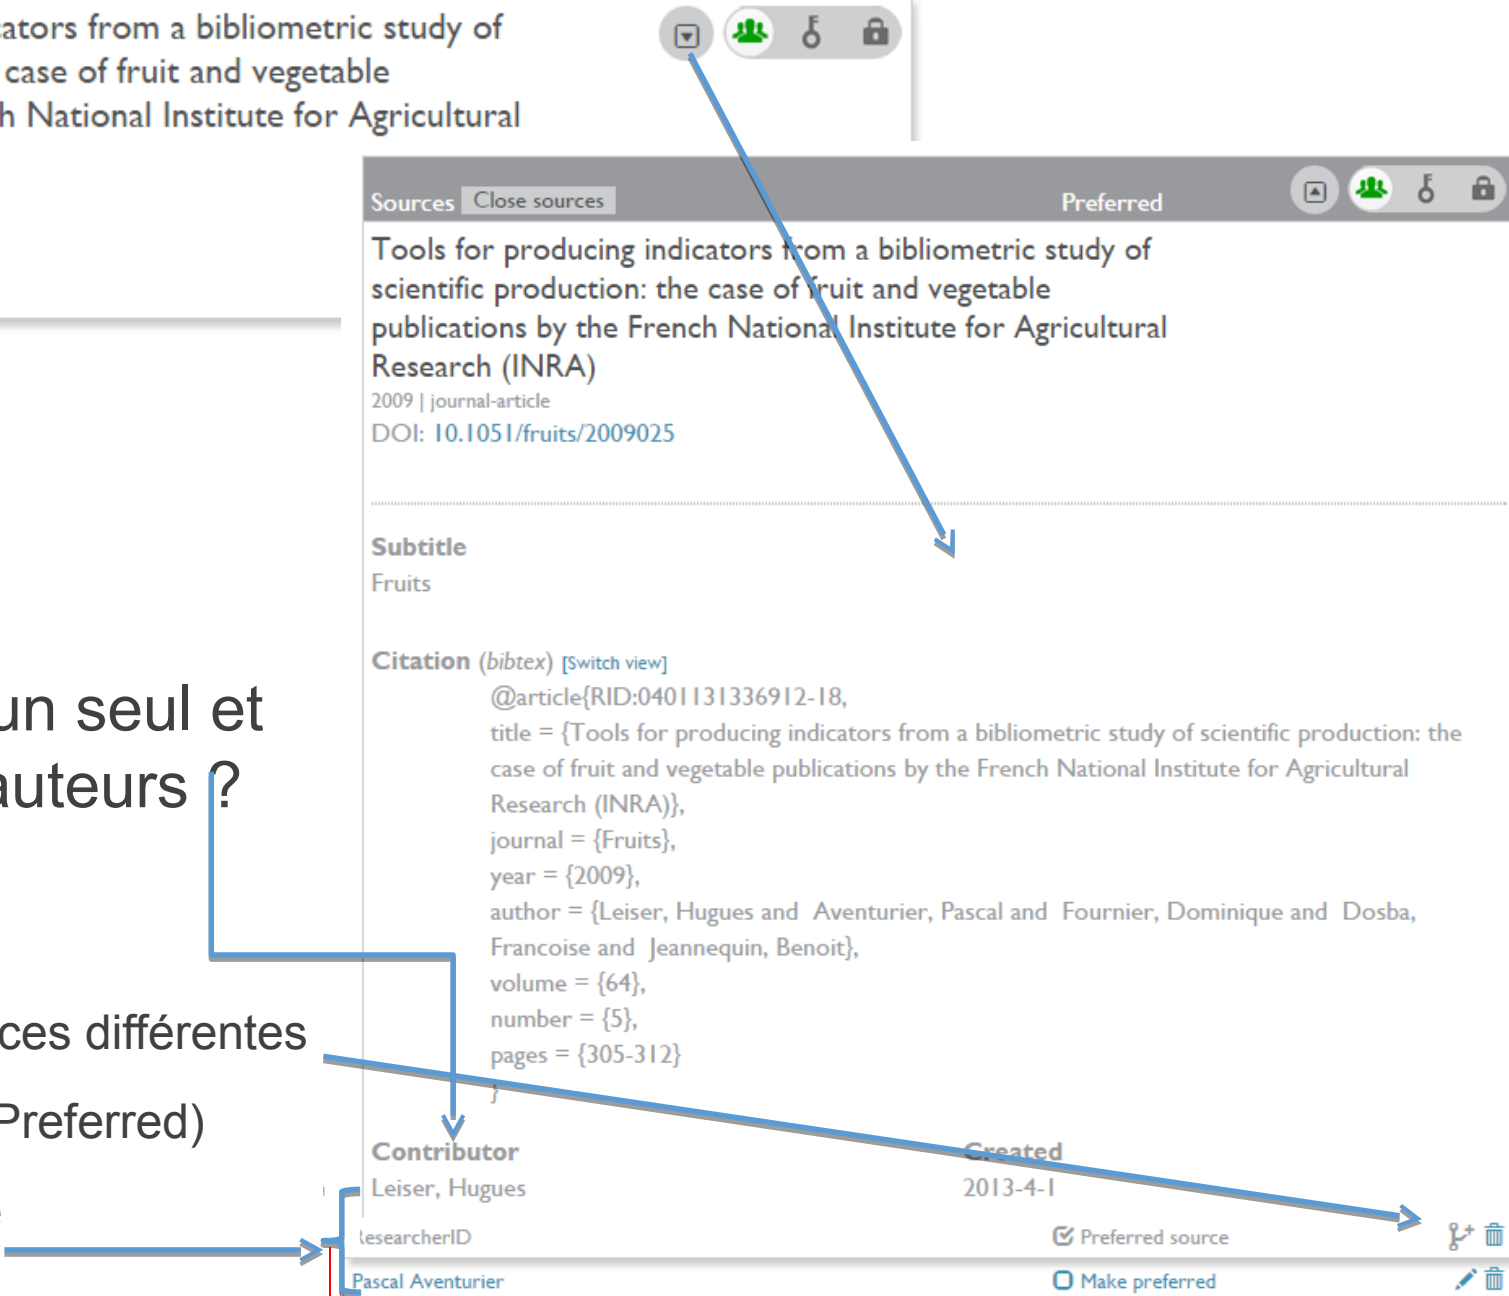 ators from a bibliometric study of
case of fruit and vegetable
h National Institute for Agricultural
Sources Close sources Preferred
Tools for producing indicators from a bibliometric study of
scientific production: the case of fruit and vegetable
publications by the French National Institute for Agricultural
Research (INRA)
2009 | journal-article
DOI: 10.1051/fruits/2009025
Subtitle
Fruits
Citation (bibtex) [Switch view]
@article{RID:0401131336912-18,
title = {Tools for producing indicators from a bibliometric study of scientific production: the
case of fruit and vegetable publications by the French National Institute for Agricultural
Research (INRA)},
journal = {Fruits},
year = {2009},
author = {Leiser, Hugues and Aventurier, Pascal and Fournier, Dominique and Dosba,
Francoise and Jeannequin, Benoit},
volume = {64},
number = {5},
pages = {305-312}
}
un seul et
auteurs ?
ces différentes
Preferred)
Contributor Created
Leiser, Hugues 2013-4-1
esearcherID Preferred source
Pascal Aventurier Make preferred